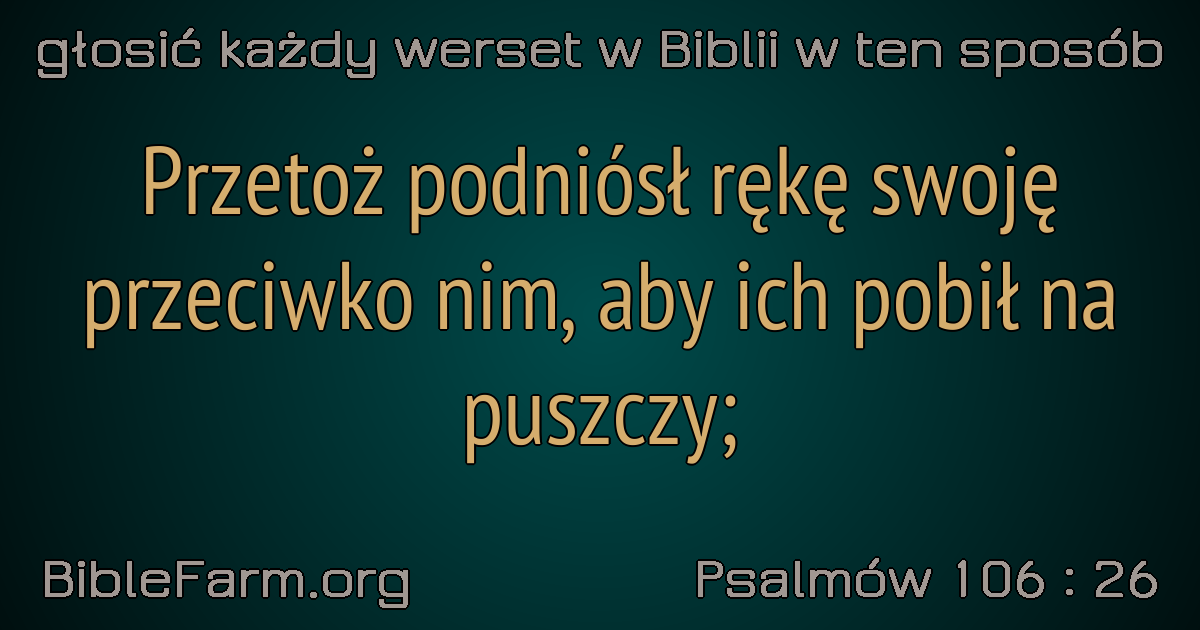 głosić każdy werset w Biblii w ten sposób
Przetoż podniósł rękę swoję
przeciwko nim, aby ich pobił na
puszczy;
BibleFarm.org
Psalmów 106 : 26